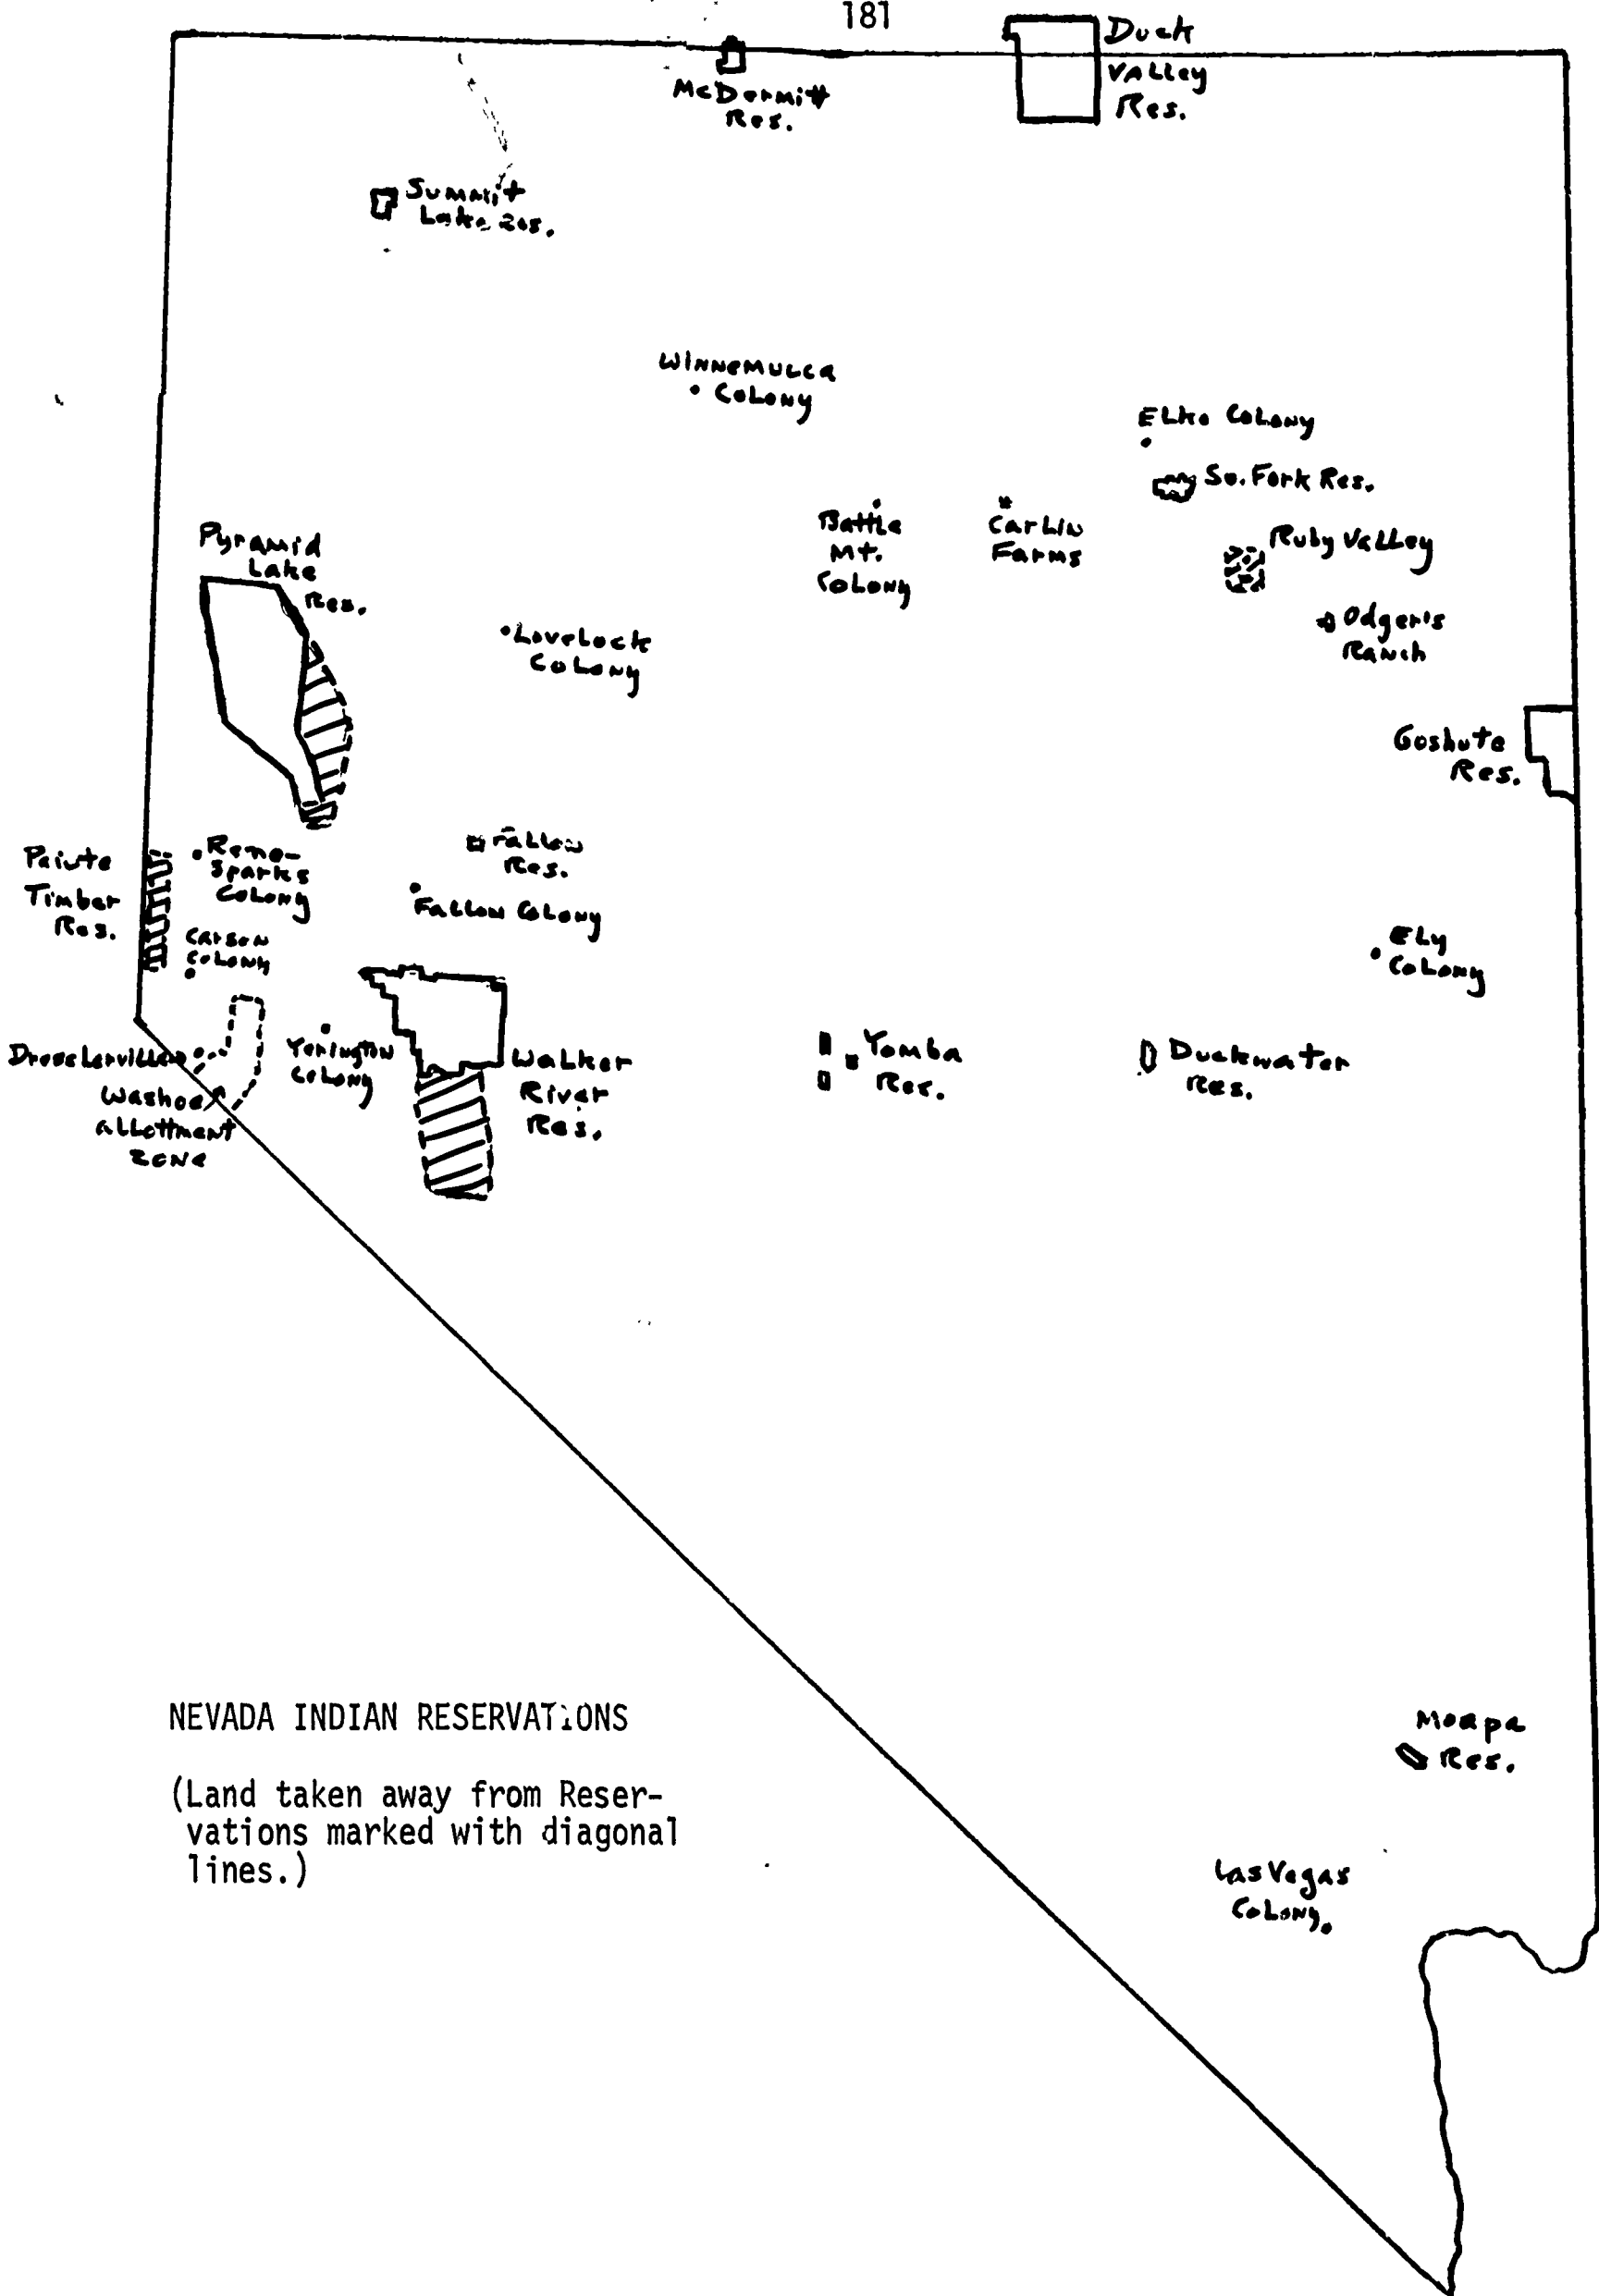 181
Duck
Valley
Res.
McDermitt
Res.
Summit
Lake Res.
Winnemucca
Colony
Elko Colony
So. Fork Res.
Battle
Mt.
Colony
Carlin
Farms
Ruby Valley
Odger's
Ranch
Pyramid
Lake
Res.
Lovelock
Colony
Goshute
Res.
Paiute
Timber
Res.
Reno-
Sparks
Colony
Fallon
Res.
Fallon Colony
Carson
Colony
Ely
Colony
Dresslerville
Washoe
allottment
zone
Yerington
Colony
Walker
River
Res.
Yomba
Res.
Duckwater
Res.
NEVADA INDIAN RESERVATIONS
(Land taken away from Reser-
vations marked with diagonal
lines.)
Moapa
Res.
Las Vegas
Colony